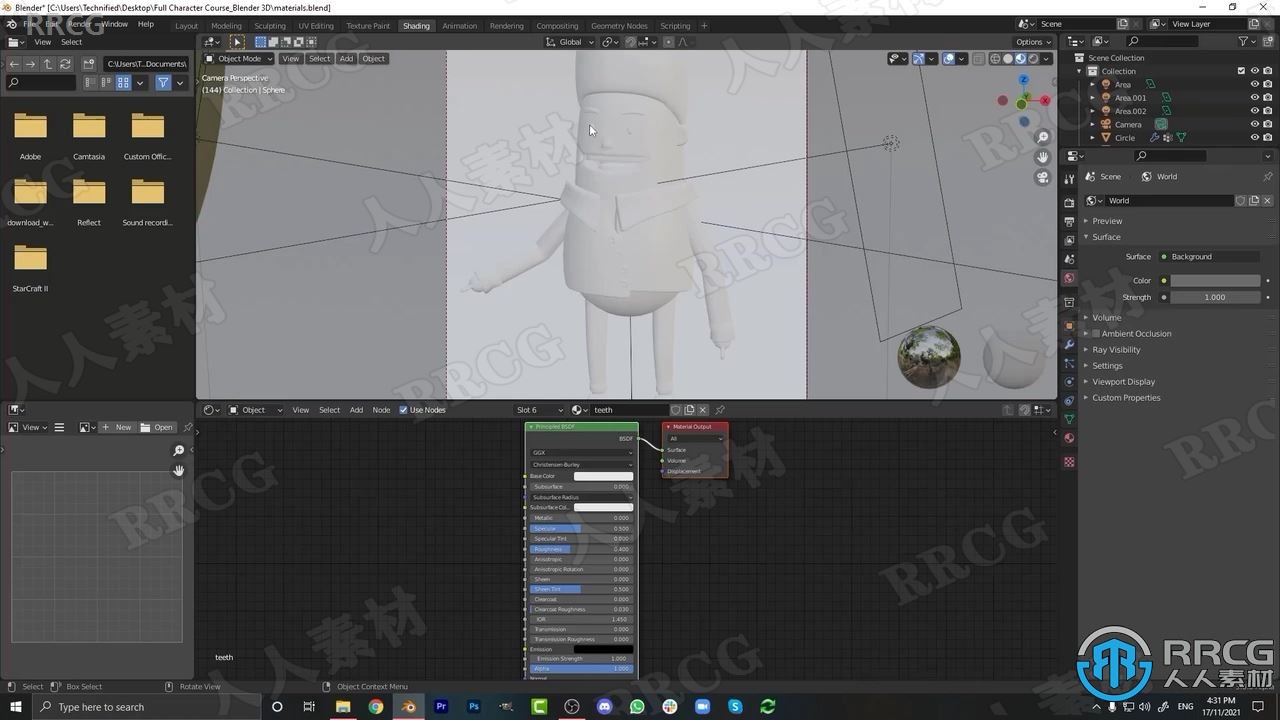 Blender* [C:\Users\Technified\Desktop\Full Character Course_Blender 3D\materials.blend]
File Edit Render Window Help
RRCG
Layout Modeling Sculpting UV Editing Texture Paint Shading Animation Rendering Compositing Geometry Nodes Scripting +
Scene View Layer
View Select
Global
Options
C:\T...Documents\
Object Mode View Select Add Object
Camera Perspective
(144) Collection | Sphere
Adobe Camtasia Custom Offic...
download_w... Reflect Sound recordi...
StarCraft II
Scene Collection
Collection
Area
Area.001
Area.002
Camera
Circle
Scene World
World
Preview
Surface
Surface Background
Color
Strength 1.000
Volume
Ambient Occlusion
Ray Visibility
Settings
Viewport Display
Custom Properties
View New Open
Object View Select Add Node Use Nodes Slot 6 teeth
Principled BSDF
BSDF
GGX
Christensen-Burley
Base Color
Subsurface 0.000
Subsurface Radius
Subsurface Col...
Metallic 0.000
Specular 0.500
Specular Tint 0.000
Roughness 0.400
Anisotropic 0.000
Anisotropic Rotation 0.000
Sheen 0.000
Sheen Tint 0.500
Clearcoat 0.000
Clearcoat Roughness 0.030
IOR 1.450
Transmission 0.000
Transmission Roughness 0.000
Emission
Emission Strength 1.000
Alpha 1.000
Normal
Material Output
All
Surface
Volume
Displacement
teeth
Select Box Select Rotate View Object Context Menu
RRCG
人人素材
Type here to search
4:31 PM
17/11/2021